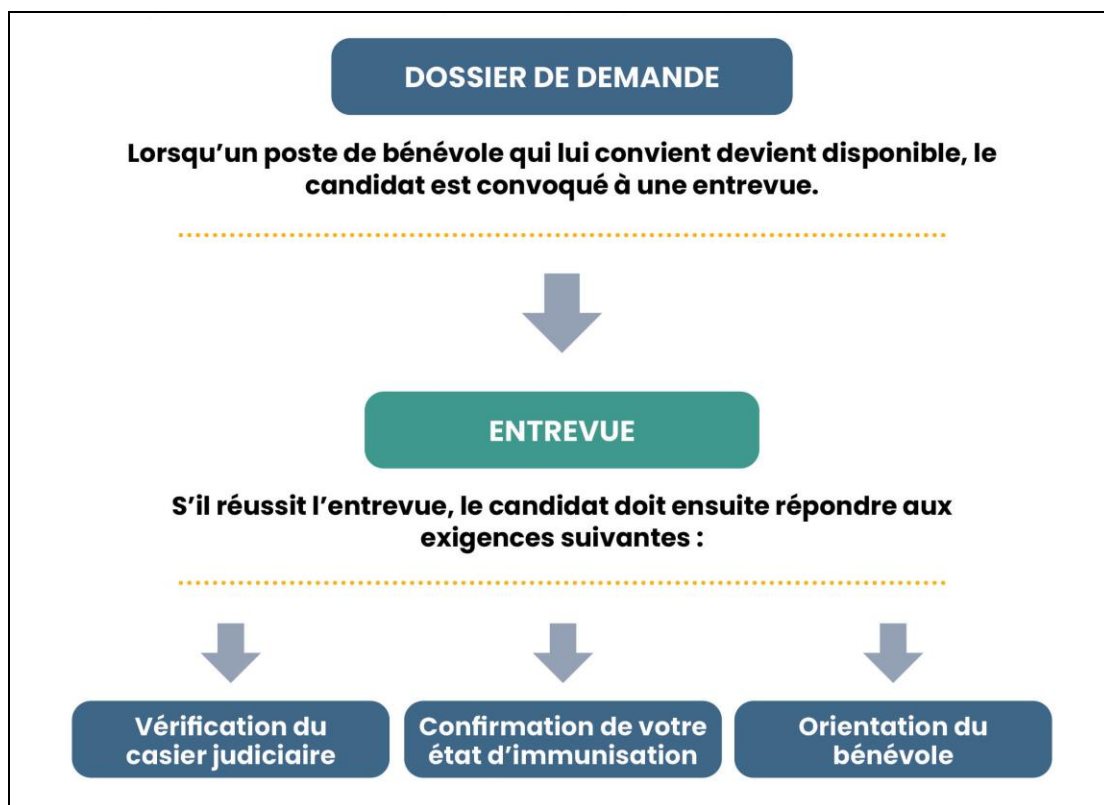 DOSSIER DE DEMANDE
Lorsqu’un poste de bénévole qui lui convient devient disponible, le
candidat est convoqué à une entrevue.
ENTREVUE
S’il réussit l’entrevue, le candidat doit ensuite répondre aux
exigences suivantes :
Vérification du
casier judiciaire
Confirmation de votre
état d’immunisation
Orientation du
bénévole